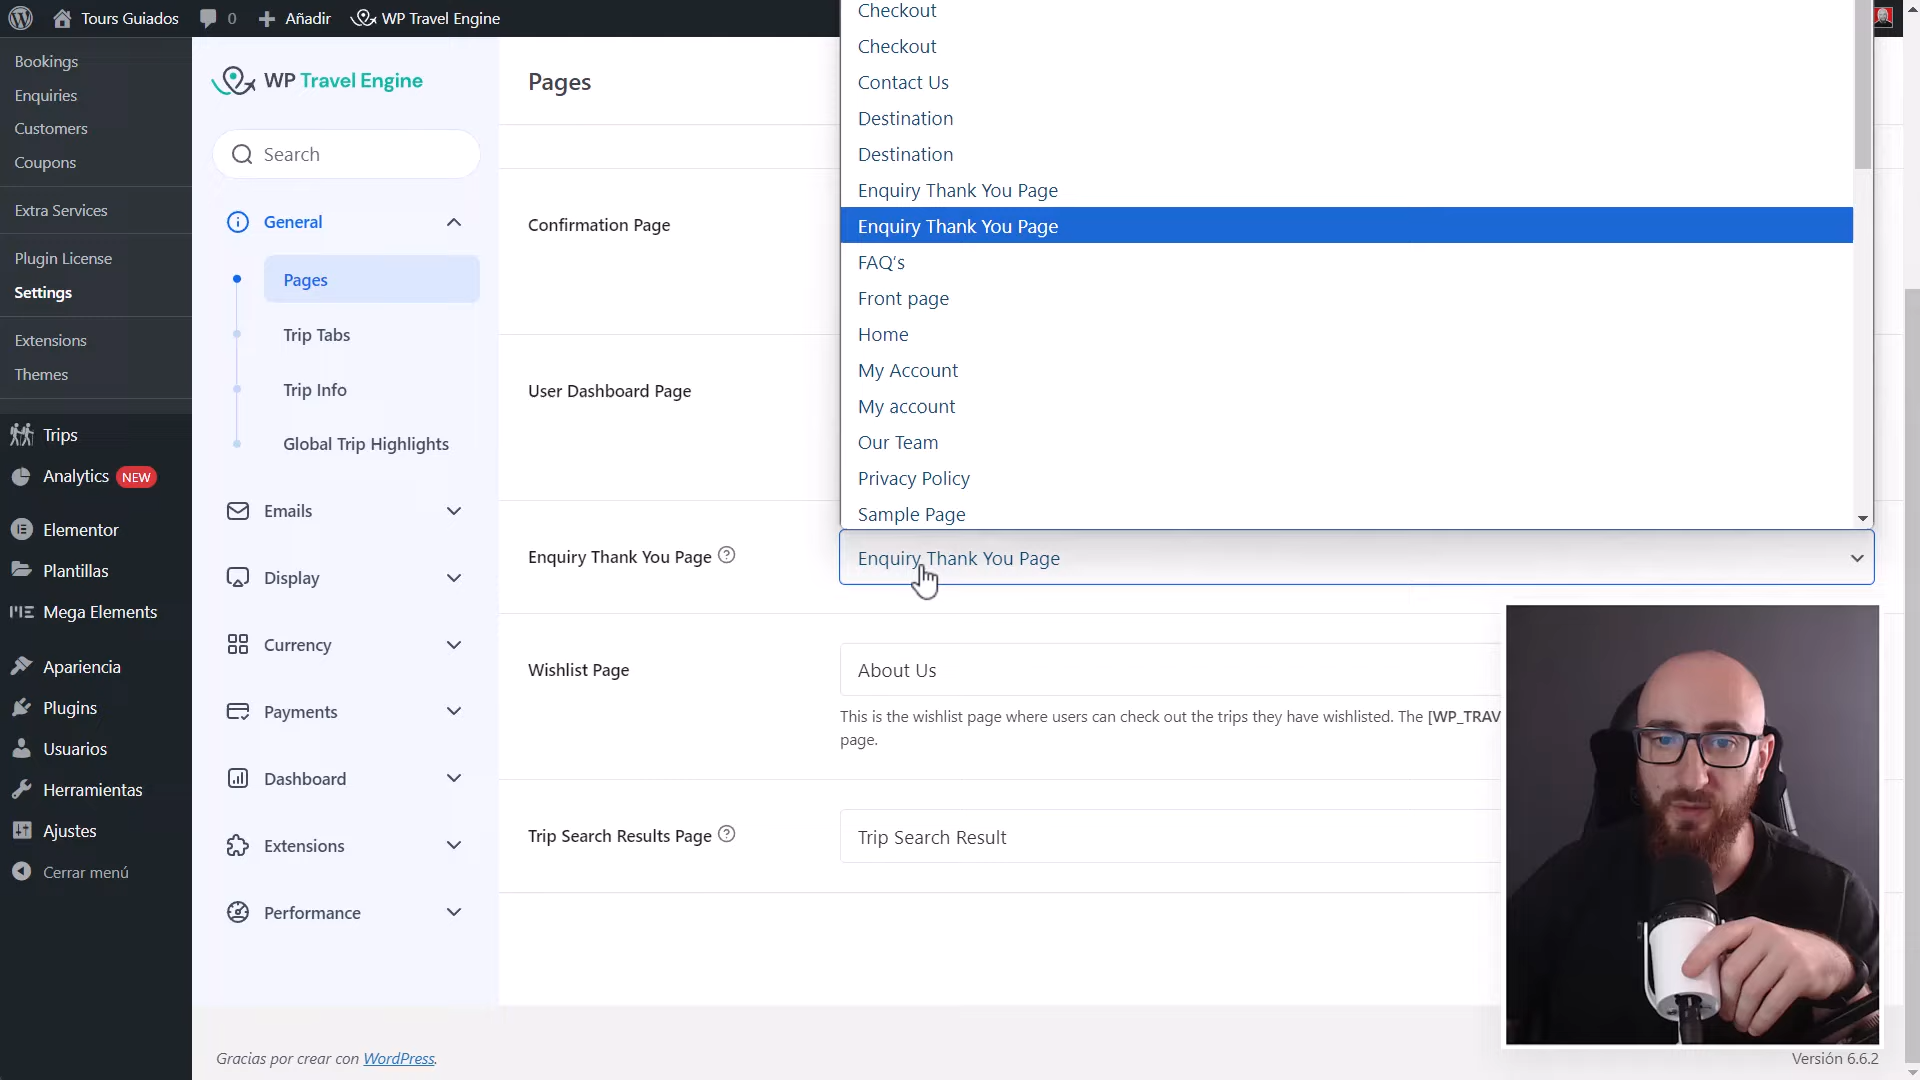 Tours Guiados
0
Añadir
WP Travel Engine
Bookings
Enquiries
Customers
Coupons
Extra Services
Plugin License
Settings
Extensions
Themes
Trips
Analytics NEW
Elementor
Plantillas
Mega Elements
Apariencia
Plugins
Usuarios
Herramientas
Ajustes
Cerrar menú
WP Travel Engine
Search
General
Pages
Trip Tabs
Trip Info
Global Trip Highlights
Emails
Display
Currency
Payments
Dashboard
Extensions
Performance
Pages
Confirmation Page
User Dashboard Page
Checkout
Checkout
Contact Us
Destination
Destination
Enquiry Thank You Page
Enquiry Thank You Page
FAQ's
Front page
Home
My Account
My account
Our Team
Privacy Policy
Sample Page
Enquiry Thank You Page
Enquiry Thank You Page
Wishlist Page
About Us
This is the wishlist page where users can check out the trips they have wishlisted. The [WP_TRAV
page.
Trip Search Results Page
Trip Search Result
Gracias por crear con WordPress.
Versión 6.6.2